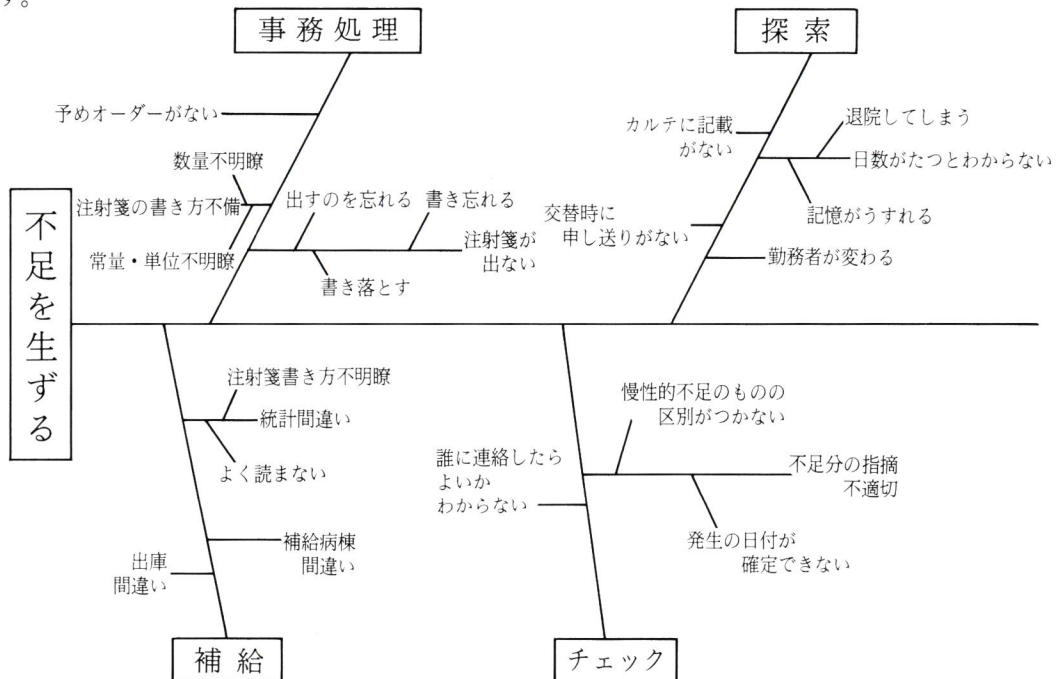 す。
事務処理
探索
予めオーダーがない
数量不明瞭
注射箋の書き方不備
常量・単位不明瞭
出すのを忘れる
書き忘れる
注射箋が
出ない
書き落とす
カルテに記載
がない
退院してしまう
日数がたつとわからない
記憶がうすれる
交替時に
申し送りがない
勤務者が変わる
不足を生ずる
注射箋書き方不明瞭
統計間違い
よく読まない
補給病棟
間違い
出庫
間違い
慢性的不足のものの
区別がつかない
誰に連絡したら
よいか
わからない
不足分の指摘
不適切
発生の日付が
確定できない
補給
チェック